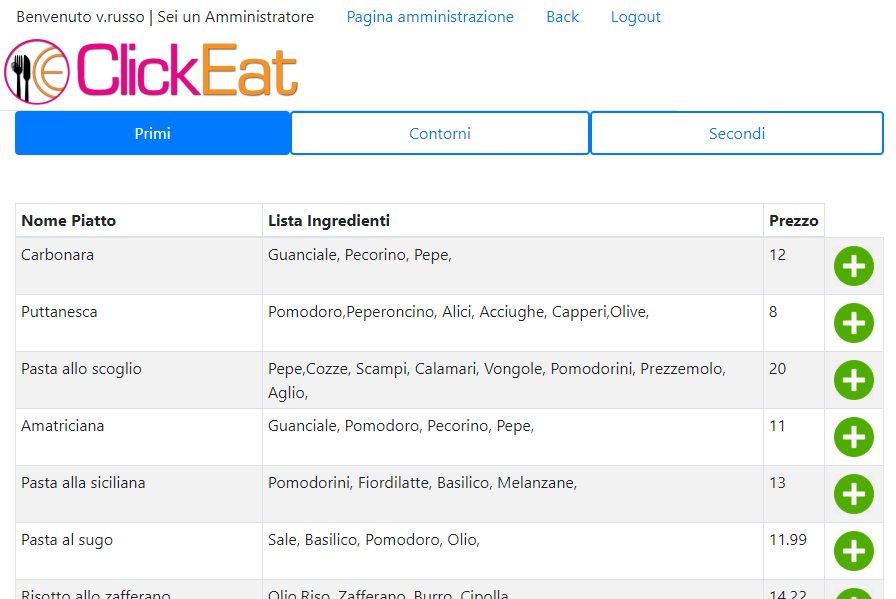 Benvenuto v.russo | Sei un Amministratore Pagina amministrazione Back Logout
ClickEat
Primi Contorni Secondi
Nome Piatto Lista Ingredienti Prezzo
Carbonara Guanciale, Pecorino, Pepe, 12
Puttanesca Pomodoro,Peperoncino, Alici, Acciughe, Capperi,Olive, 8
Pasta allo scoglio Pepe,Cozze, Scampi, Calamari, Vongole, Pomodorini, Prezzemolo, 20
Aglio,
Amatriciana Guanciale, Pomodoro, Pecorino, Pepe, 11
Pasta alla siciliana Pomodorini, Fiordilatte, Basilico, Melanzane, 13
Pasta al sugo Sale, Basilico, Pomodoro, Olio, 11.99
Risotto allo zafferano Olio,Riso, Zafferano, Burro, Cipolla 14.22